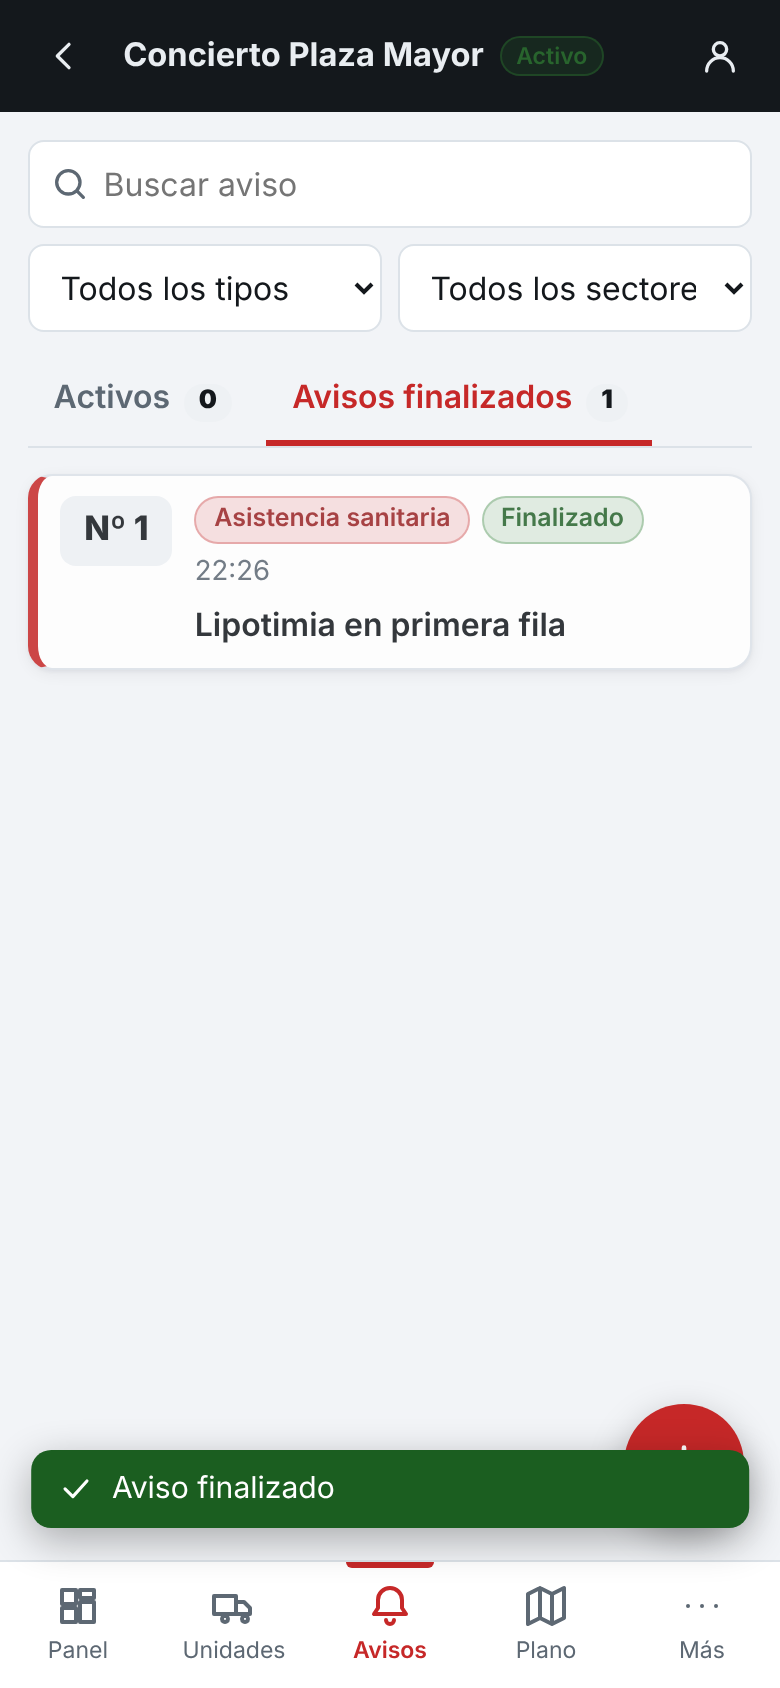 Concierto Plaza Mayor Activo
Buscar aviso
Todos los tipos Todos los sectore
Activos 0 Avisos finalizados 1
Nº 1 Asistencia sanitaria Finalizado
22:26
Lipotimia en primera fila
Aviso finalizado
Panel Unidades Avisos Plano Más